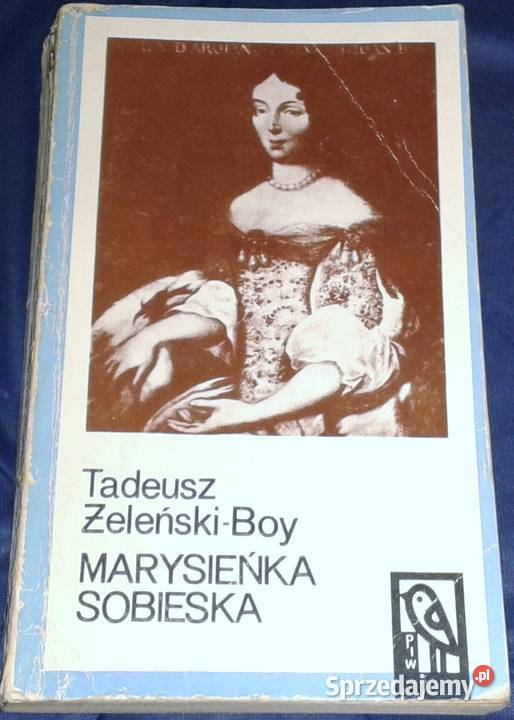 Tadeusz
Żeleński-Boy
MARYSIEŃKA
SOBIESKA
PIW
Sprzedajemy.pl